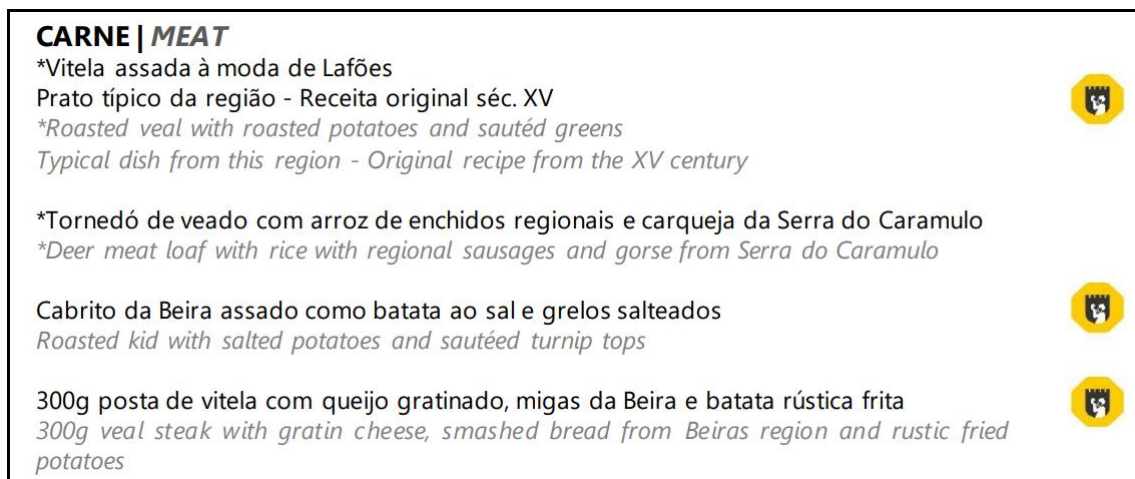 CARNE | MEAT
*Vitela assada à moda de Lafões
Prato típico da região - Receita original séc. XV
*Roasted veal with roasted potatoes and sautéd greens
Typical dish from this region - Original recipe from the XV century
*Tornedó de veado com arroz de enchidos regionais e carqueja da Serra do Caramulo
*Deer meat loaf with rice with regional sausages and gorse from Serra do Caramulo
Cabrito da Beira assado como batata ao sal e grelos salteados
Roasted kid with salted potatoes and sautéed turnip tops
300g posta de vitela com queijo gratinado, migas da Beira e batata rústica frita
300g veal steak with gratin cheese, smashed bread from Beiras region and rustic fried
potatoes